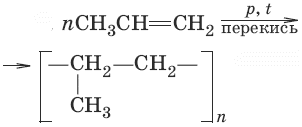 nCH₃CH=CH₂ p, t перекись →
→ [—CH₂—CH₂—]n
CH₃